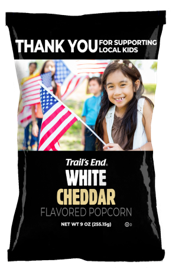 THANK YOU FOR SUPPORTING
LOCAL KIDS
Trail's End®
WHITE
CHEDDAR
FLAVORED POPCORN
NET WT 9 OZ (255.15g)